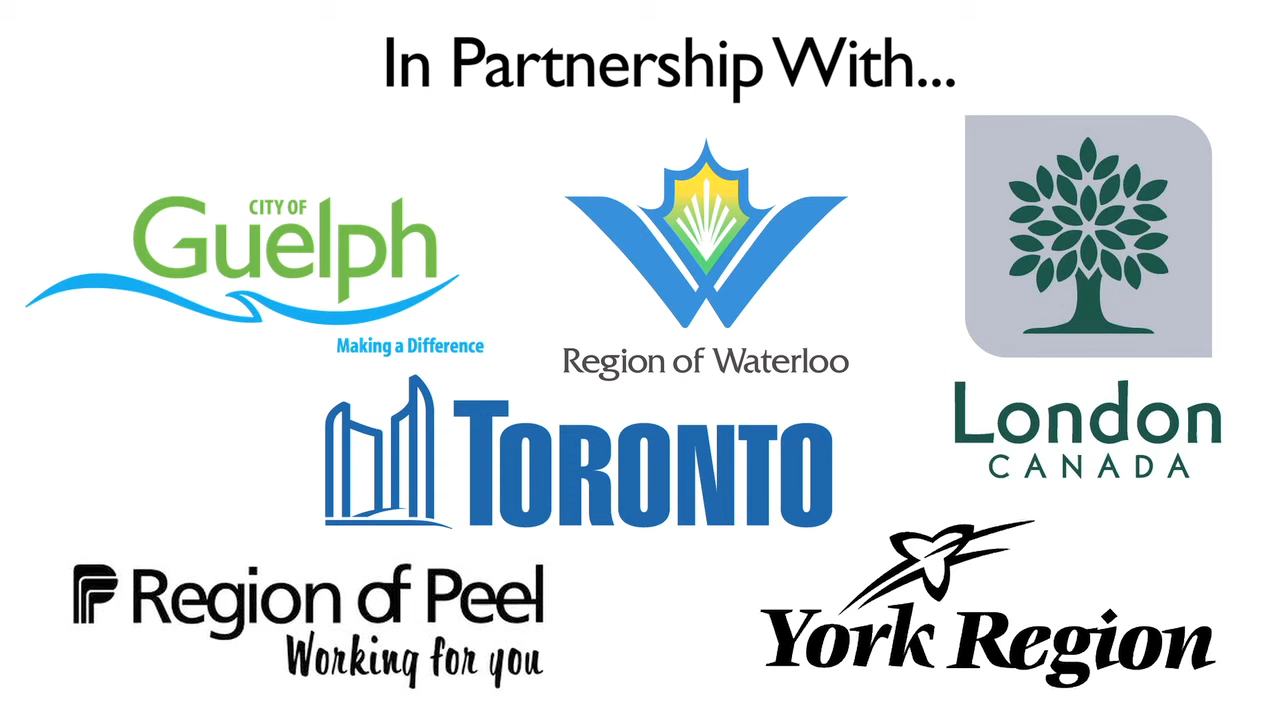 In Partnership With...
CITY OF
Guelph
Making a Difference
Region of Waterloo
London
CANADA
TORONTO
Region of Peel
Working for you
York Region